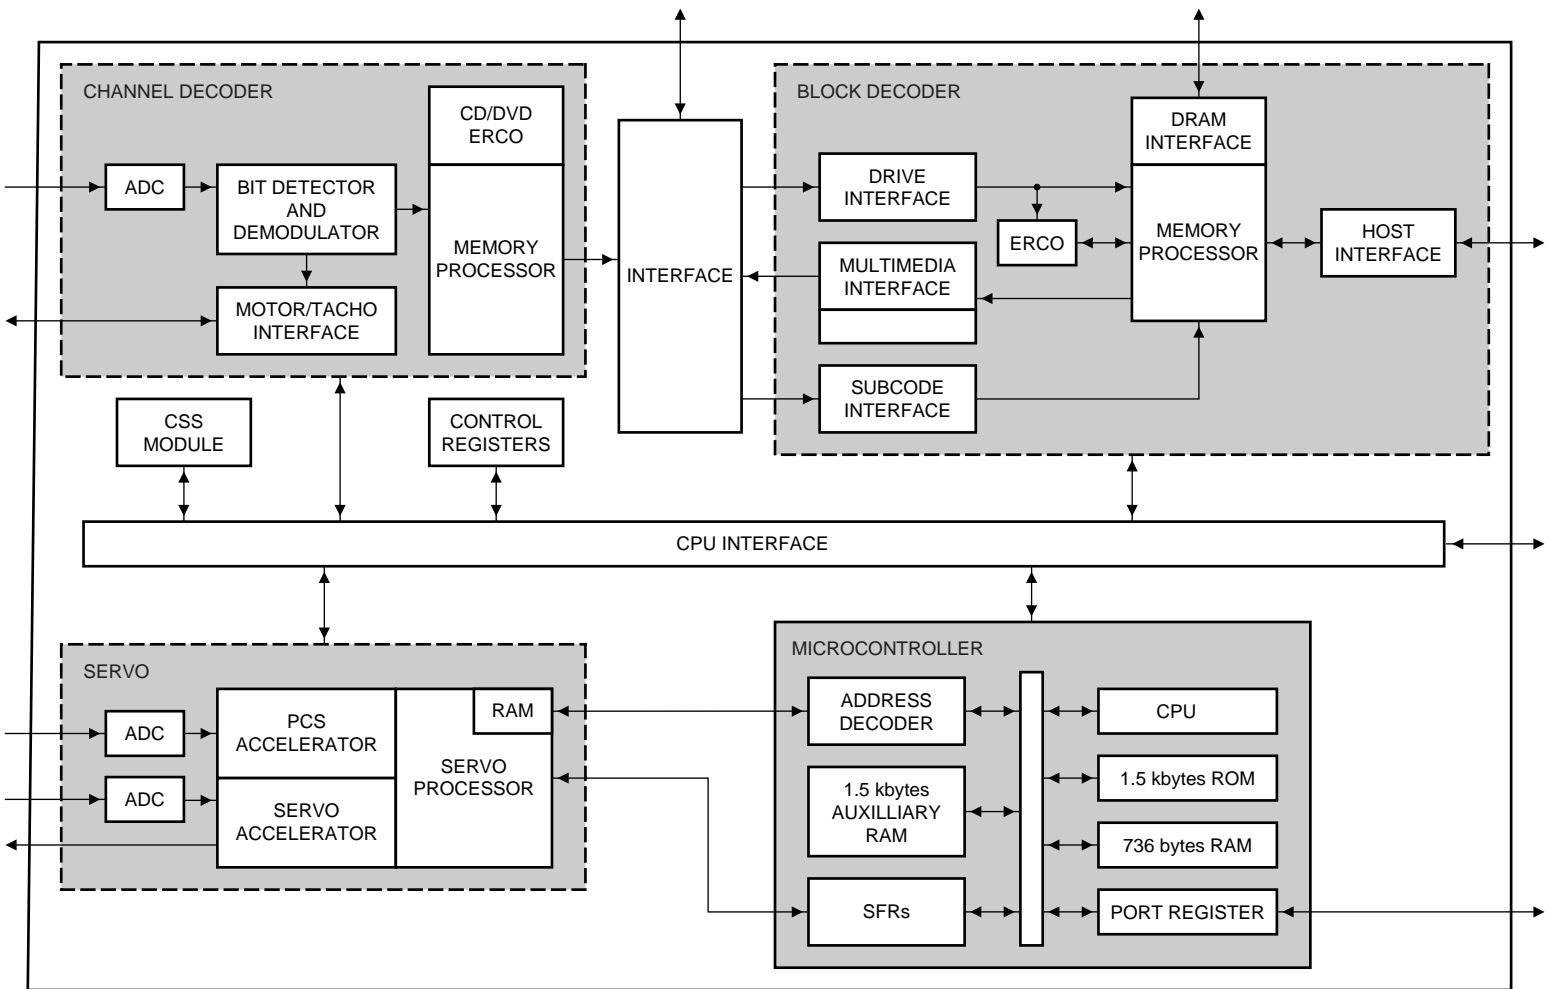 CHANNEL DECODER
ADC
BIT DETECTOR
AND
DEMODULATOR
MOTOR/TACHO
INTERFACE
CD/DVD
ERCO
MEMORY
PROCESSOR
INTERFACE
BLOCK DECODER
DRIVE
INTERFACE
MULTIMEDIA
INTERFACE
SUBCODE
INTERFACE
ERCO
DRAM
INTERFACE
MEMORY
PROCESSOR
HOST
INTERFACE
CSS
MODULE
CONTROL
REGISTERS
CPU INTERFACE
SERVO
ADC
ADC
PCS
ACCELERATOR
SERVO
ACCELERATOR
RAM
SERVO
PROCESSOR
MICROCONTROLLER
ADDRESS
DECODER
1.5 kbytes
AUXILLIARY
RAM
SFRs
CPU
1.5 kbytes ROM
736 bytes RAM
PORT REGISTER